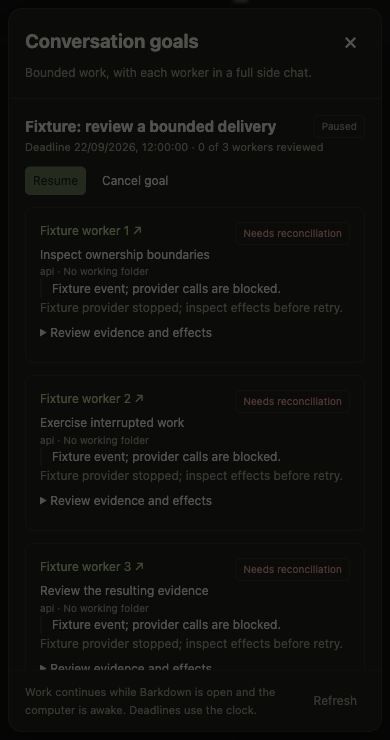 Conversation goals
Bounded work, with each worker in a full side chat.
Fixture: review a bounded delivery
Paused
Deadline 22/09/2026, 12:00:00 · 0 of 3 workers reviewed
Resume
Cancel goal
Fixture worker 1 ↗
Needs reconciliation
Inspect ownership boundaries
api · No working folder
Fixture event; provider calls are blocked.
Fixture provider stopped; inspect effects before retry.
Review evidence and effects
Fixture worker 2 ↗
Needs reconciliation
Exercise interrupted work
api · No working folder
Fixture event; provider calls are blocked.
Fixture provider stopped; inspect effects before retry.
Review evidence and effects
Fixture worker 3 ↗
Needs reconciliation
Review the resulting evidence
api · No working folder
Fixture event; provider calls are blocked.
Fixture provider stopped; inspect effects before retry.
Review evidence and effects
Work continues while Barkdown is open and the
computer is awake. Deadlines use the clock.
Refresh